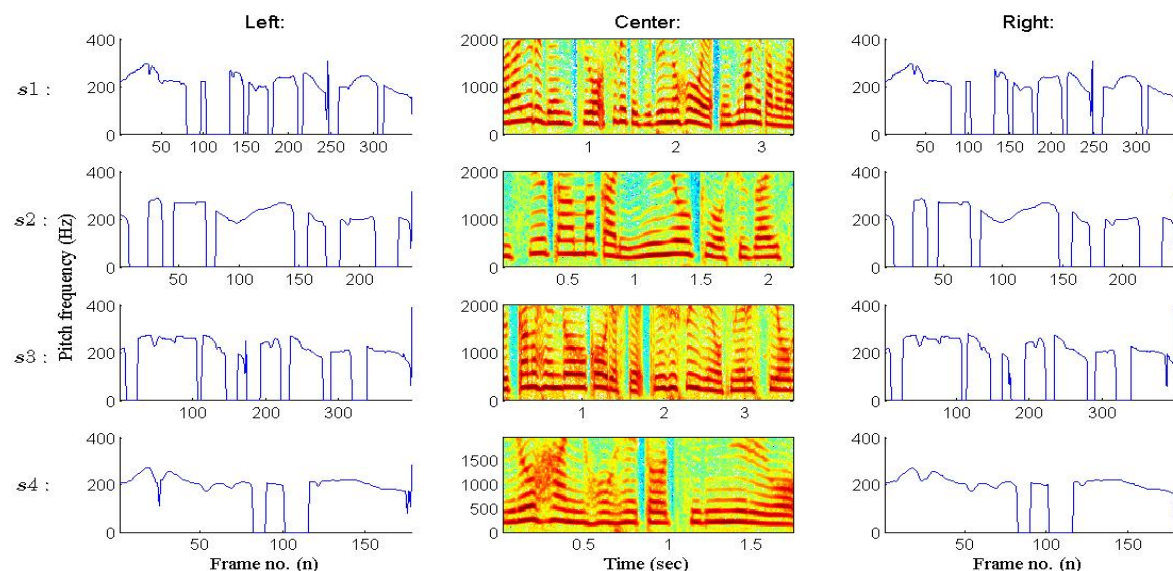 Left: Center: Right:
s1 :
400
200
0
50 100 150 200 250 300
2000
1000
0
1 2 3
400
200
0
50 100 150 200 250 300
s2 :
400
200
0
50 100 150 200
2000
1000
0
0.5 1 1.5 2
400
200
0
50 100 150 200
Pitch frequency (Hz)
s3 :
400
200
0
100 200 300
2000
1000
0
1 2 3
400
200
0
100 200 300
s4 :
400
200
0
50 100 150
1500
1000
500
0
0.5 1 1.5
400
200
0
50 100 150
Frame no. (n) Time (sec) Frame no. (n)